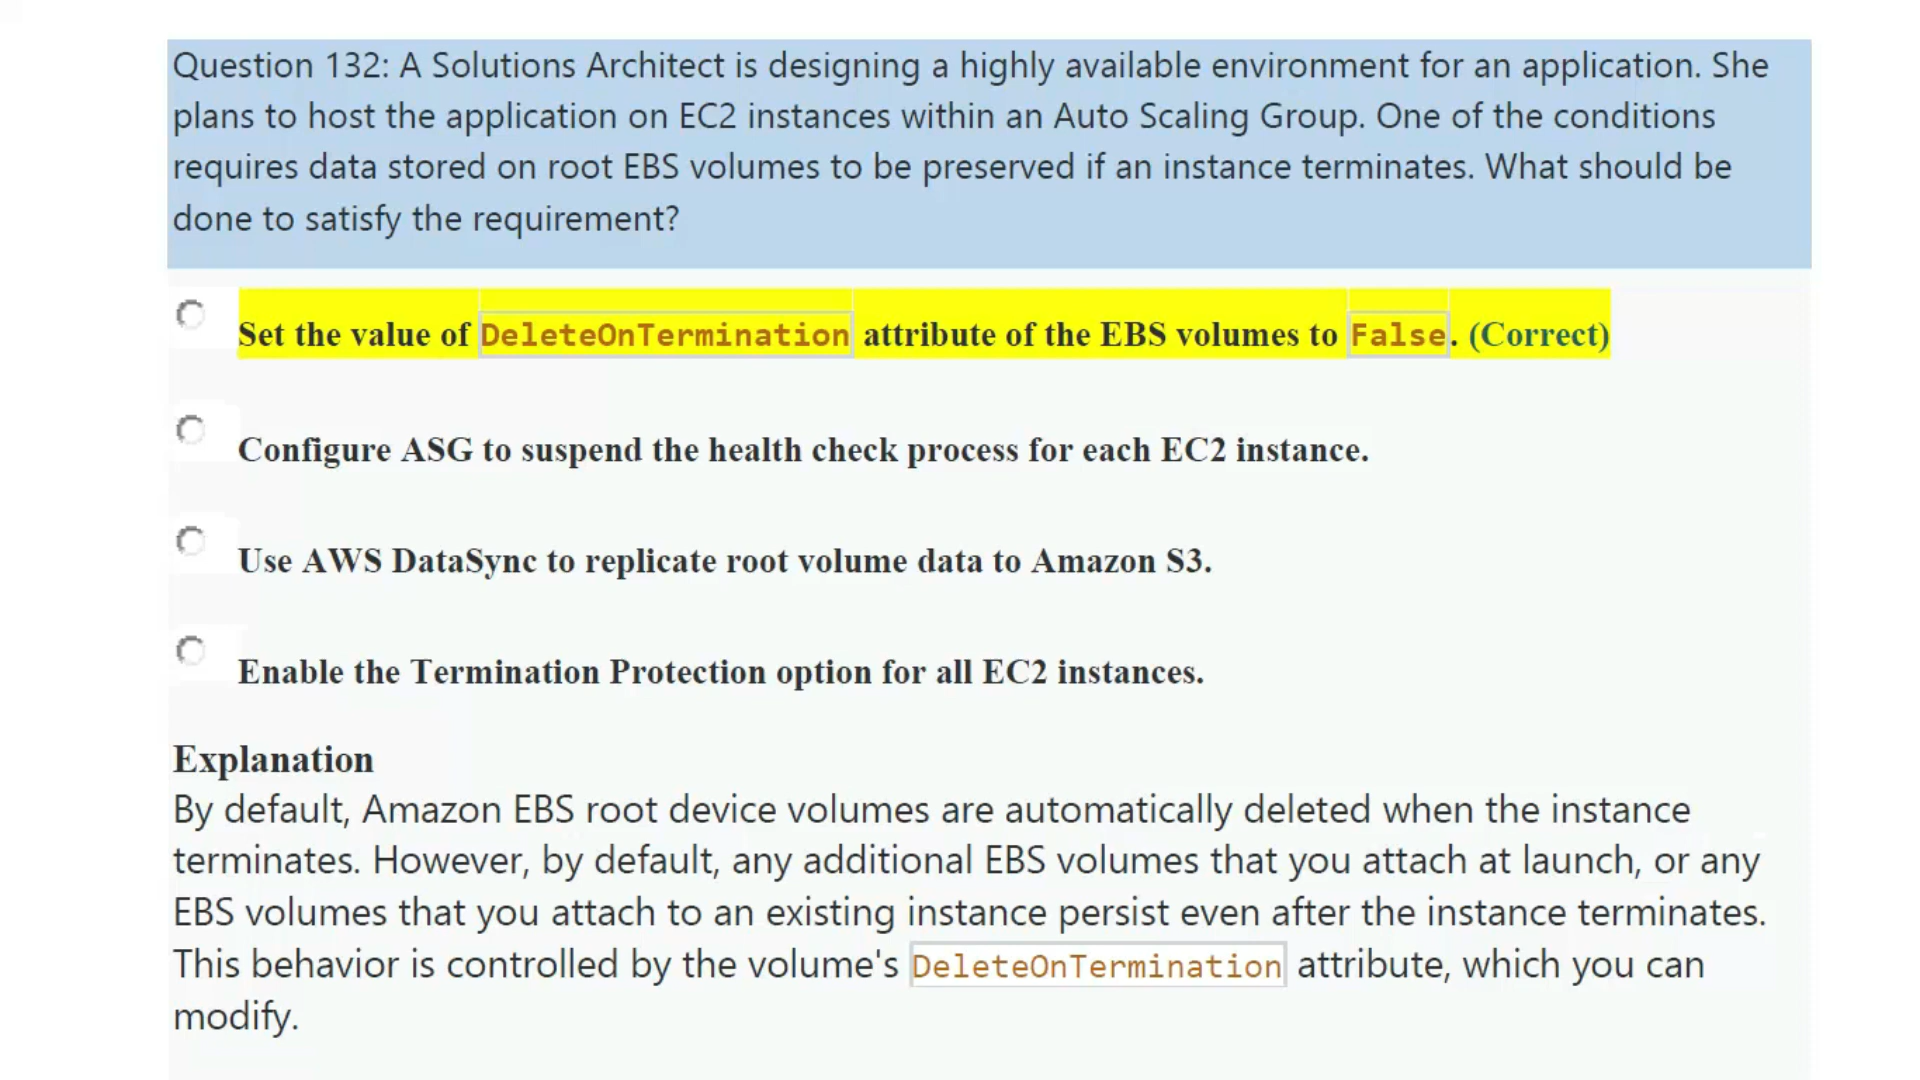 Question 132: A Solutions Architect is designing a highly available environment for an application. She
plans to host the application on EC2 instances within an Auto Scaling Group. One of the conditions
requires data stored on root EBS volumes to be preserved if an instance terminates. What should be
done to satisfy the requirement?
Set the value of DeleteOnTermination attribute of the EBS volumes to False. (Correct)
Configure ASG to suspend the health check process for each EC2 instance.
Use AWS DataSync to replicate root volume data to Amazon S3.
Enable the Termination Protection option for all EC2 instances.
Explanation
By default, Amazon EBS root device volumes are automatically deleted when the instance
terminates. However, by default, any additional EBS volumes that you attach at launch, or any
EBS volumes that you attach to an existing instance persist even after the instance terminates.
This behavior is controlled by the volume's DeleteOnTermination attribute, which you can
modify.